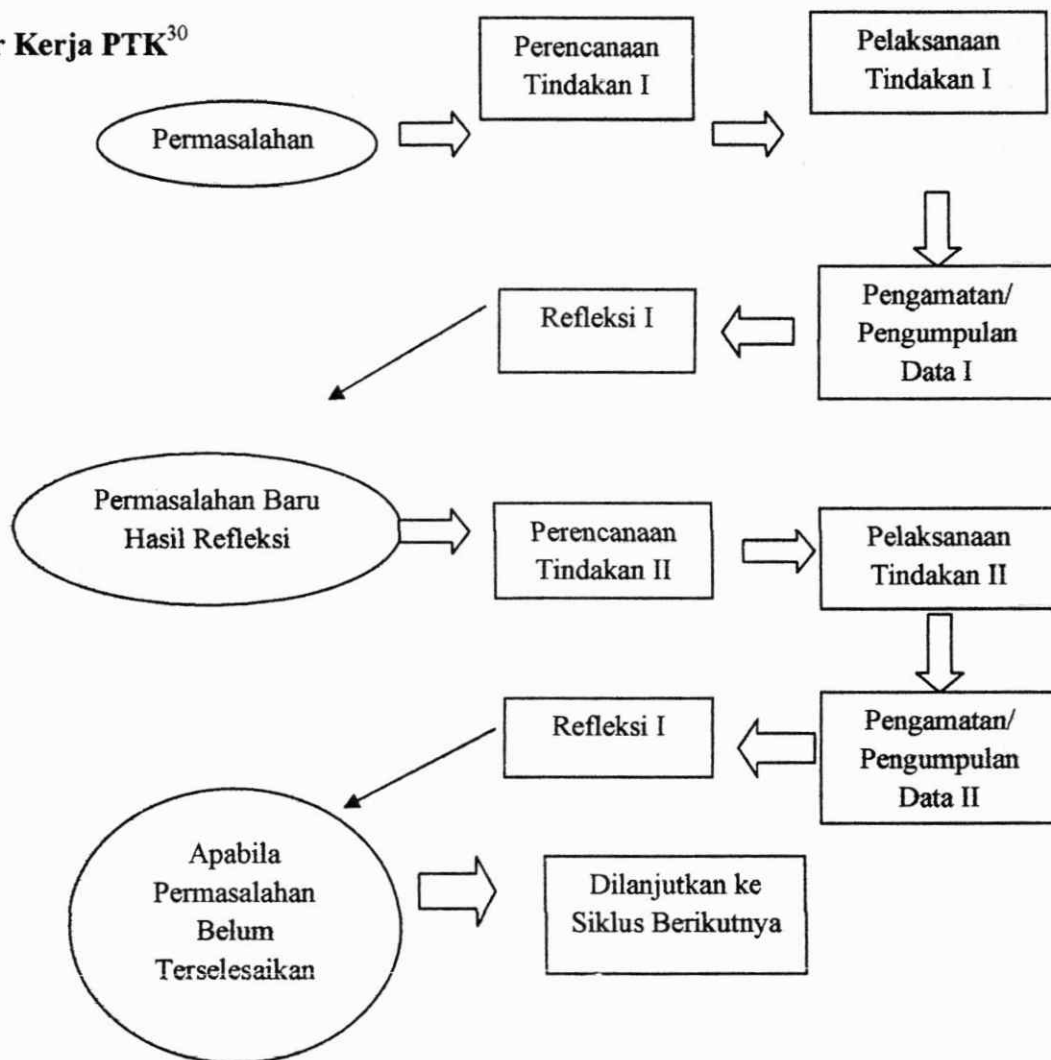 r Kerja PTK30
Perencanaan
Tindakan I
Pelaksanaan
Tindakan I
Permasalahan
Refleksi I
Pengamatan/
Pengumpulan
Data I
Permasalahan Baru
Hasil Refleksi
Perencanaan
Tindakan II
Pelaksanaan
Tindakan II
Refleksi I
Pengamatan/
Pengumpulan
Data II
Apabila
Permasalahan
Belum
Terselesaikan
Dilanjutkan ke
Siklus Berikutnya